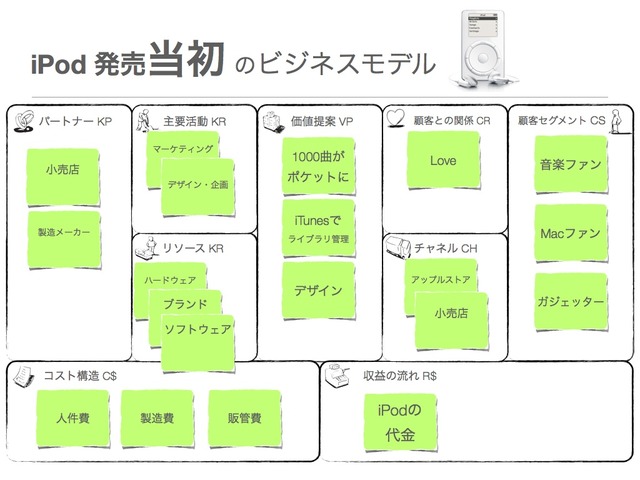 iPod 発売当初 のビジネスモデル
パートナー KP
小売店
製造メーカー
主要活動 KR
マーケティング
デザイン・企画
リソース KR
ハードウェア
ブランド
ソフトウェア
価値提案 VP
1000曲が
ポケットに
iTunesで
ライブラリ管理
デザイン
顧客との関係 CR
Love
チャネル CH
アップルストア
小売店
顧客セグメント CS
音楽ファン
Macファン
ガジェッター
コスト構造 C$
人件費
製造費
販管費
収益の流れ R$
iPodの
代金